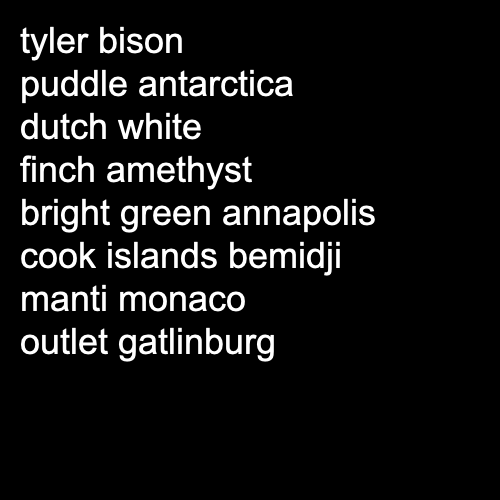 tyler bison
puddle antarctica
dutch white
finch amethyst
bright green annapolis
cook islands bemidji
manti monaco
outlet gatlinburg